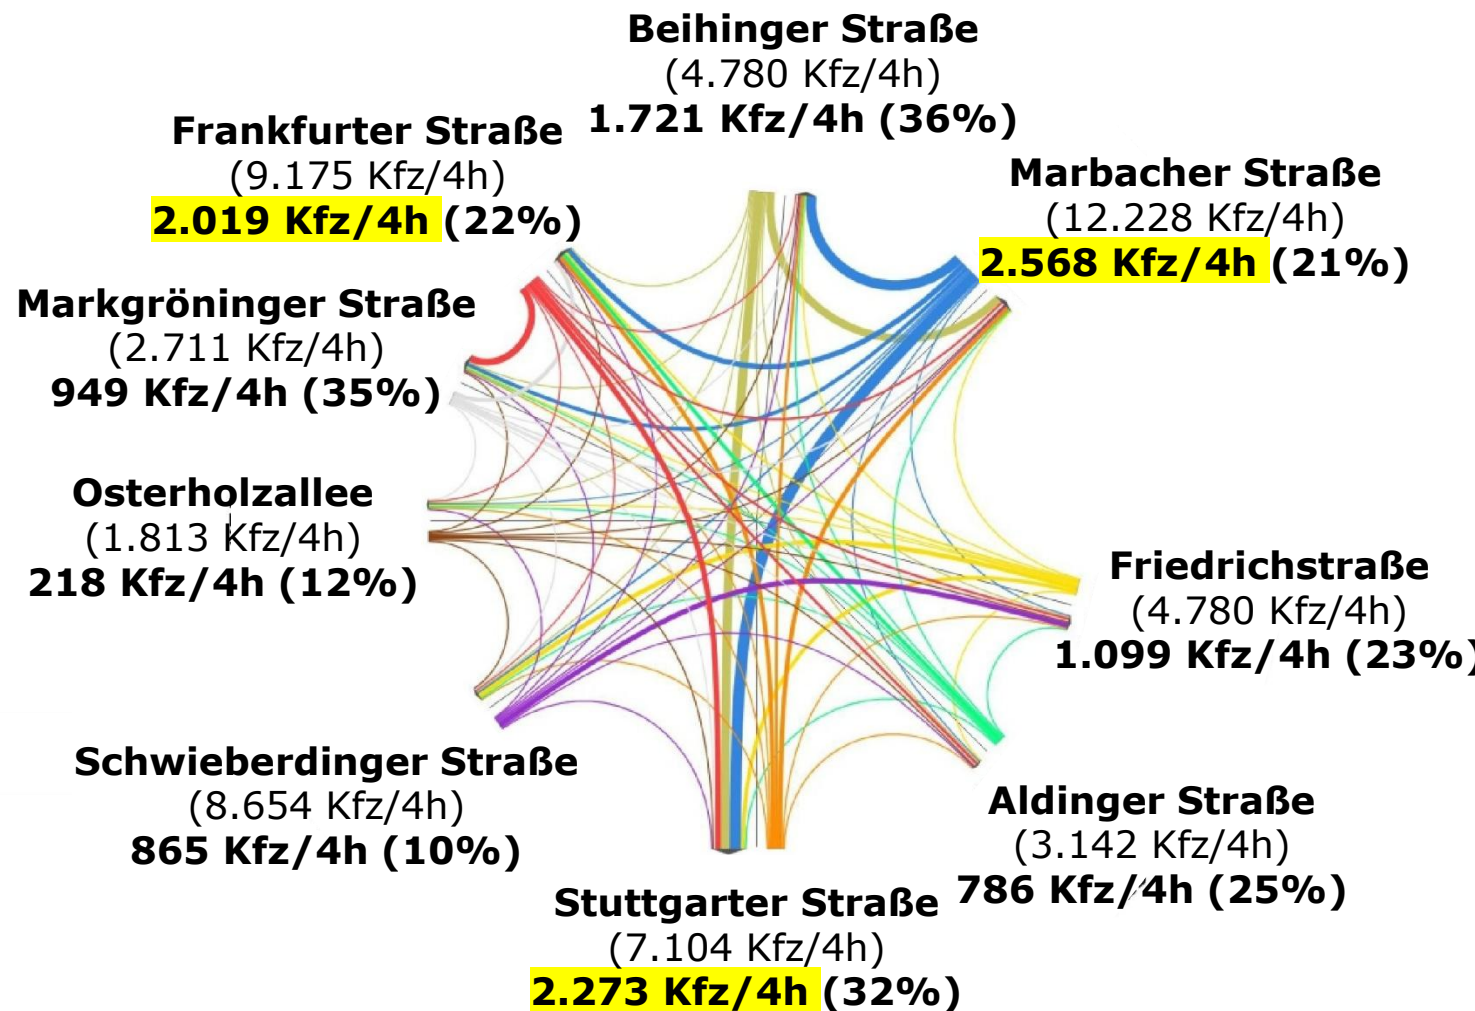 Beihinger Straße
(4.780 Kfz/4h)
1.721 Kfz/4h (36%)
Frankfurter Straße
(9.175 Kfz/4h)
2.019 Kfz/4h (22%)
Marbacher Straße
(12.228 Kfz/4h)
2.568 Kfz/4h (21%)
Markgröninger Straße
(2.711 Kfz/4h)
949 Kfz/4h (35%)
Osterholzallee
(1.813 Kfz/4h)
218 Kfz/4h (12%)
Friedrichstraße
(4.780 Kfz/4h)
1.099 Kfz/4h (23%)
Schwieberdinger Straße
(8.654 Kfz/4h)
865 Kfz/4h (10%)
Aldinger Straße
(3.142 Kfz/4h)
786 Kfz/4h (25%)
Stuttgarter Straße
(7.104 Kfz/4h)
2.273 Kfz/4h (32%)